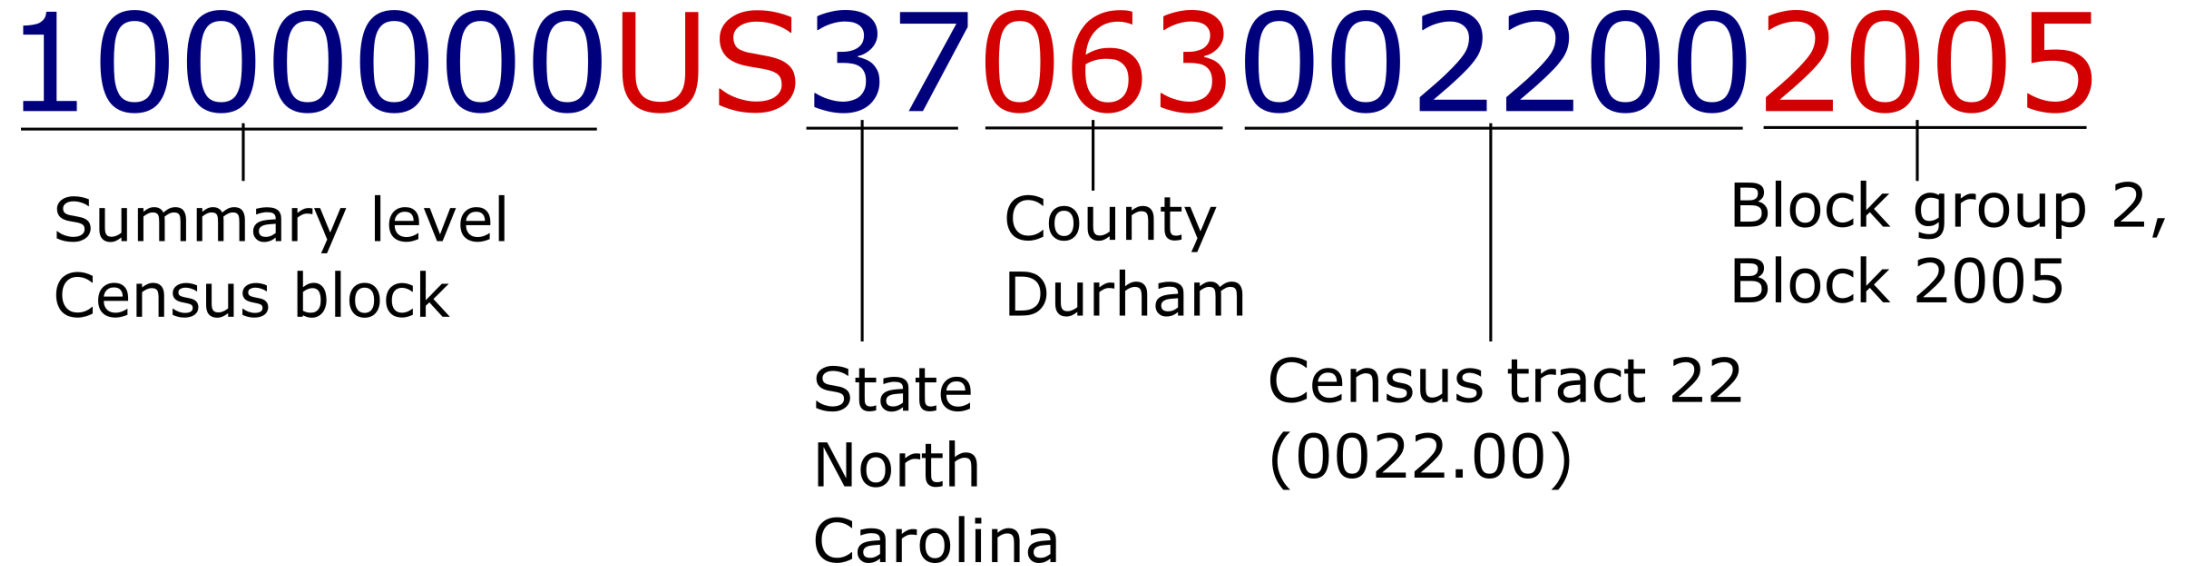 1000000US370630022002005
Summary level
Census block
State
North
Carolina
County
Durham
Census tract 22
(0022.00)
Block group 2,
Block 2005